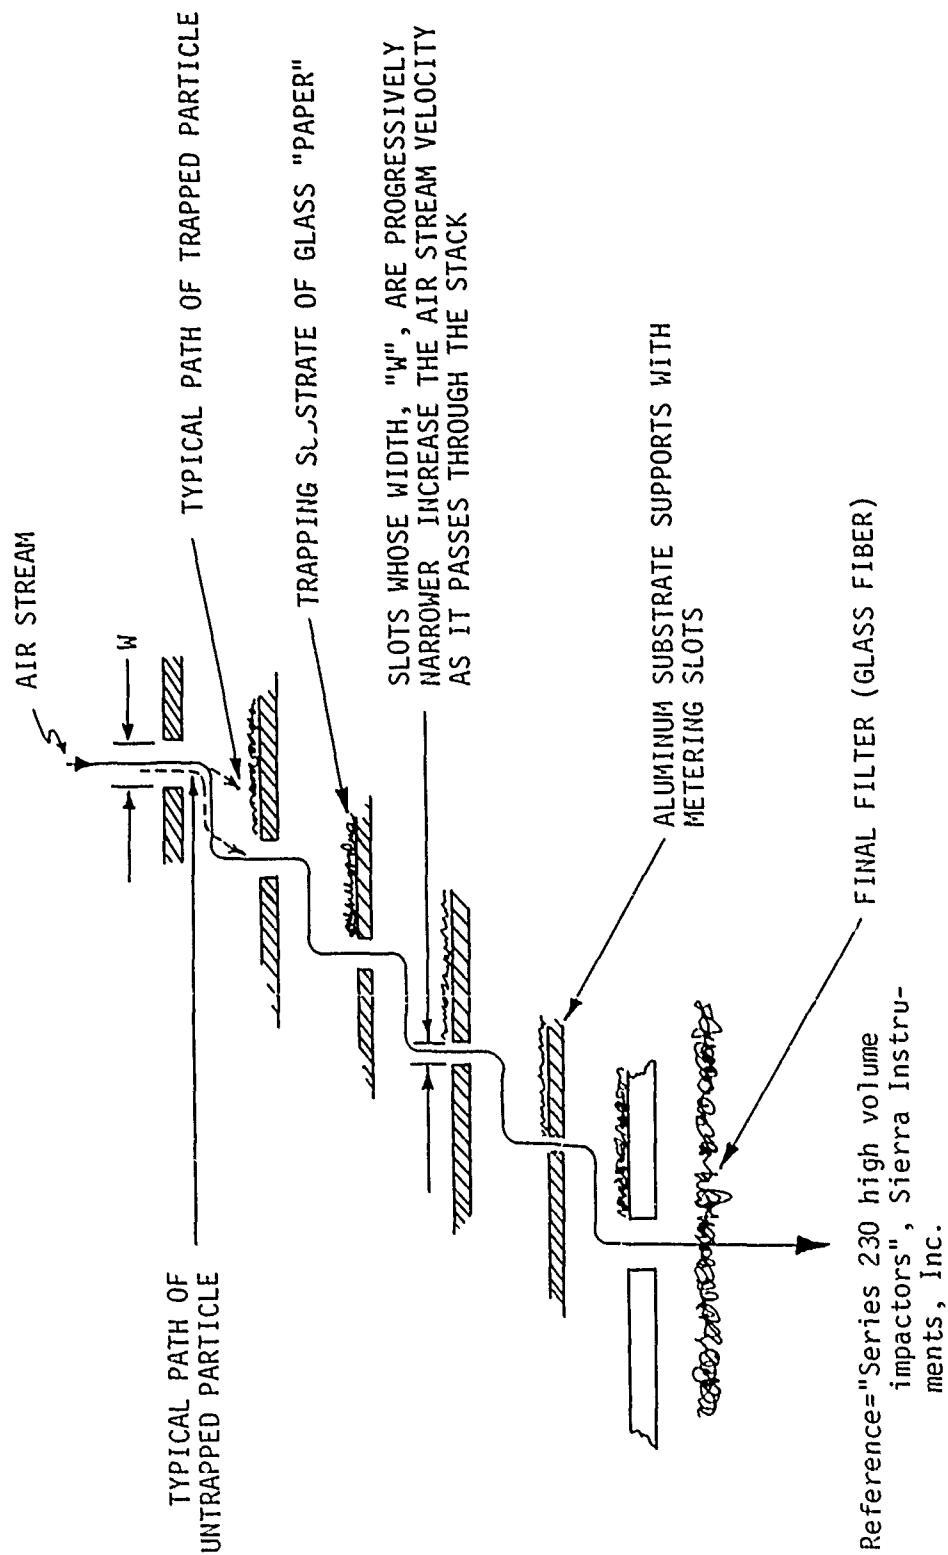 AIR STREAM
W
TYPICAL PATH OF TRAPPED PARTICLE
TRAPPING SUBSTRATE OF GLASS "PAPER"
SLOTS WHOSE WIDTH, "W", ARE PROGRESSIVELY
NARROWER INCREASE THE AIR STREAM VELOCITY
AS IT PASSES THROUGH THE STACK
ALUMINUM SUBSTRATE SUPPORTS WITH
METERING SLOTS
FINAL FILTER (GLASS FIBER)
TYPICAL PATH OF
UNTRAPPED PARTICLE
Reference="Series 230 high volume
impactors", Sierra Instru-
ments, Inc.